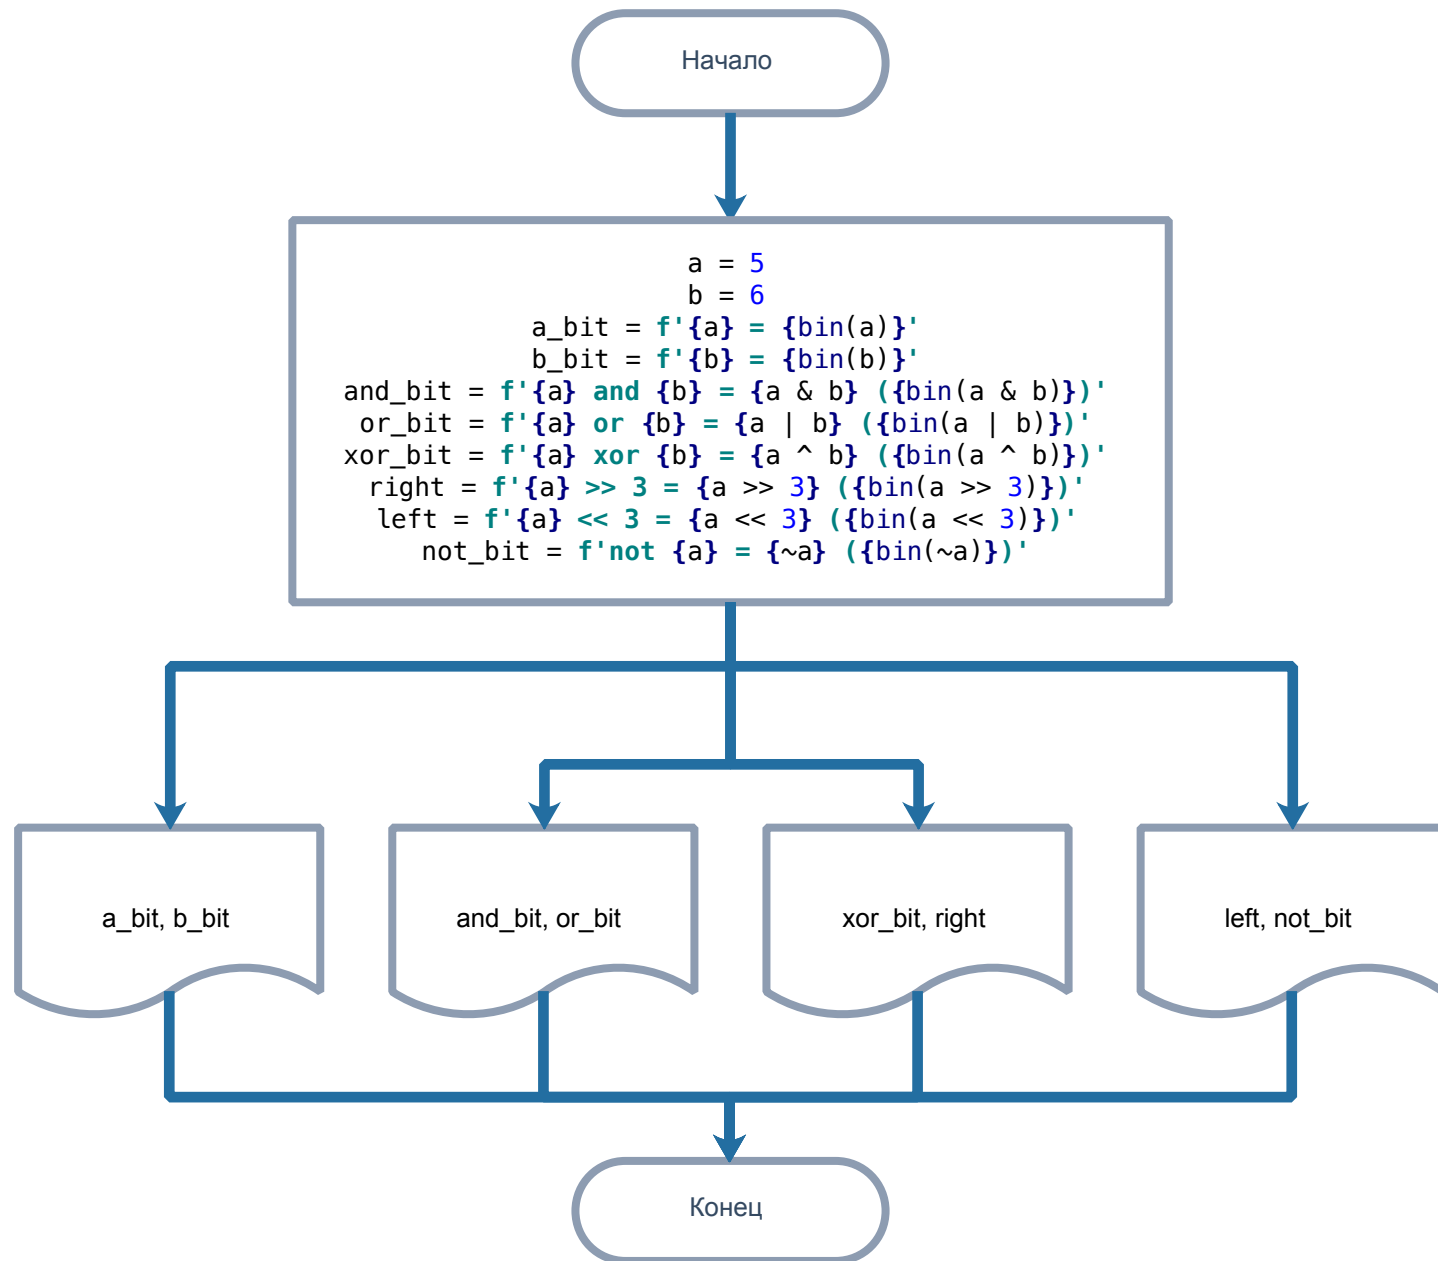 Начало
a = 5
b = 6
a_bit = f'{a} = {bin(a)}'
b_bit = f'{b} = {bin(b)}'
and_bit = f'{a} and {b} = {a & b} ({bin(a & b)})'
or_bit = f'{a} or {b} = {a | b} ({bin(a | b)})'
xor_bit = f'{a} xor {b} = {a ^ b} ({bin(a ^ b)})'
right = f'{a} >> 3 = {a >> 3} ({bin(a >> 3)})'
left = f'{a} << 3 = {a << 3} ({bin(a << 3)})'
not_bit = f'not {a} = {~a} ({bin(~a)})'
a_bit, b_bit
and_bit, or_bit
xor_bit, right
left, not_bit
Конец